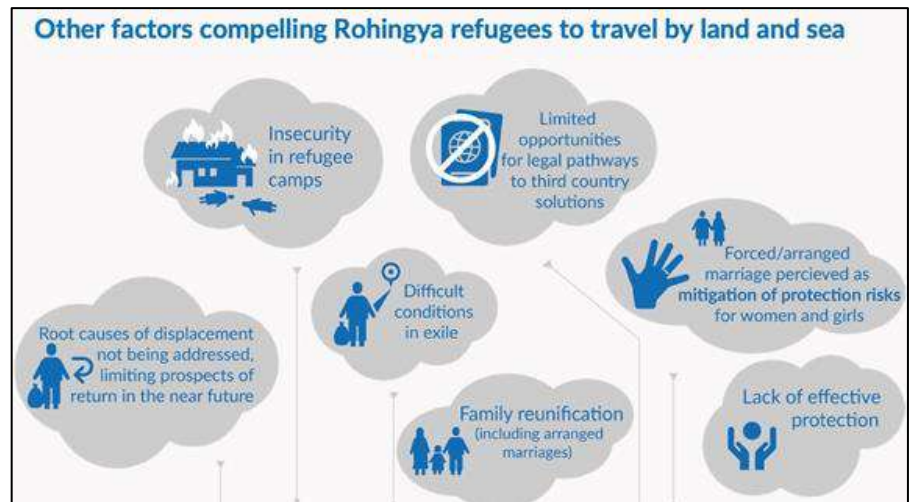 Other factors compelling Rohingya refugees to travel by land and sea
Insecurity
in refugee
camps
Limited
opportunities
for legal pathways
to third country
solutions
Forced/arranged
marriage percieved as
mitigation of protection risks
for women and girls
Difficult
conditions
in exile
Root causes of displacement
not being addressed,
limiting prospects of
return in the near future
Family reunification
(including arranged
marriages)
Lack of effective
protection